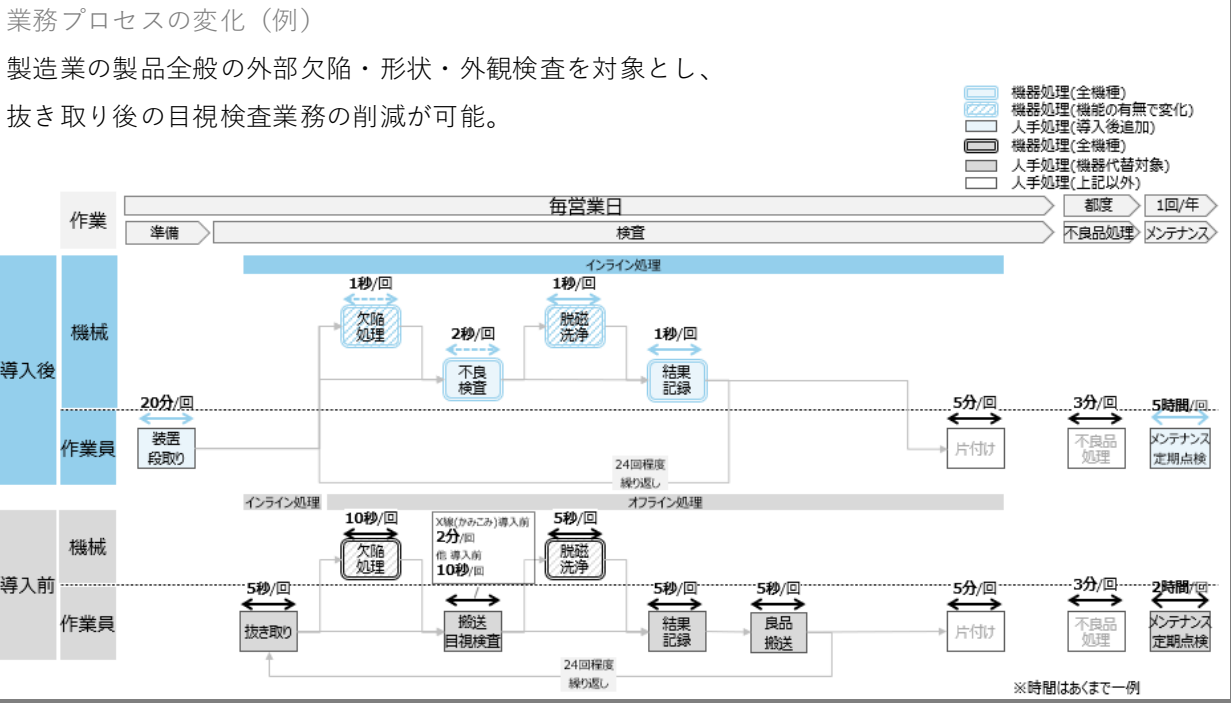 業務プロセスの変化（例）
製造業の製品全般の外部欠陥・形状・外観検査を対象とし、
抜き取り後の目視検査業務の削減が可能。
機器処理(全機種)
機器処理(機能の有無で変化)
人手処理(導入後追加)
機器処理(全機種)
人手処理(機器代替対象)
人手処理(上記以外)
作業
毎営業日
都度
1回/年
準備
検査
不良品処理
メンテナンス
導入後
機械
インライン処理
1秒/回
1秒/回
欠陥
処理
脱磁
洗浄
2秒/回
1秒/回
不良
検査
結果
記録
作業員
20分/回
5分/回
3分/回
5時間/回
装置
段取り
片付け
不良品
処理
メンテナンス
定期点検
24回程度
繰り返し
導入前
機械
インライン処理
オフライン処理
10秒/回
X線(かみこみ)導入前
2分/回
他 導入前
10秒/回
5秒/回
欠陥
処理
脱磁
洗浄
作業員
5秒/回
5秒/回
5秒/回
5分/回
3分/回
2時間/回
抜き取り
搬送
目視検査
結果
記録
良品
搬送
片付け
不良品
処理
メンテナンス
定期点検
24回程度
繰り返し
※時間はあくまで一例